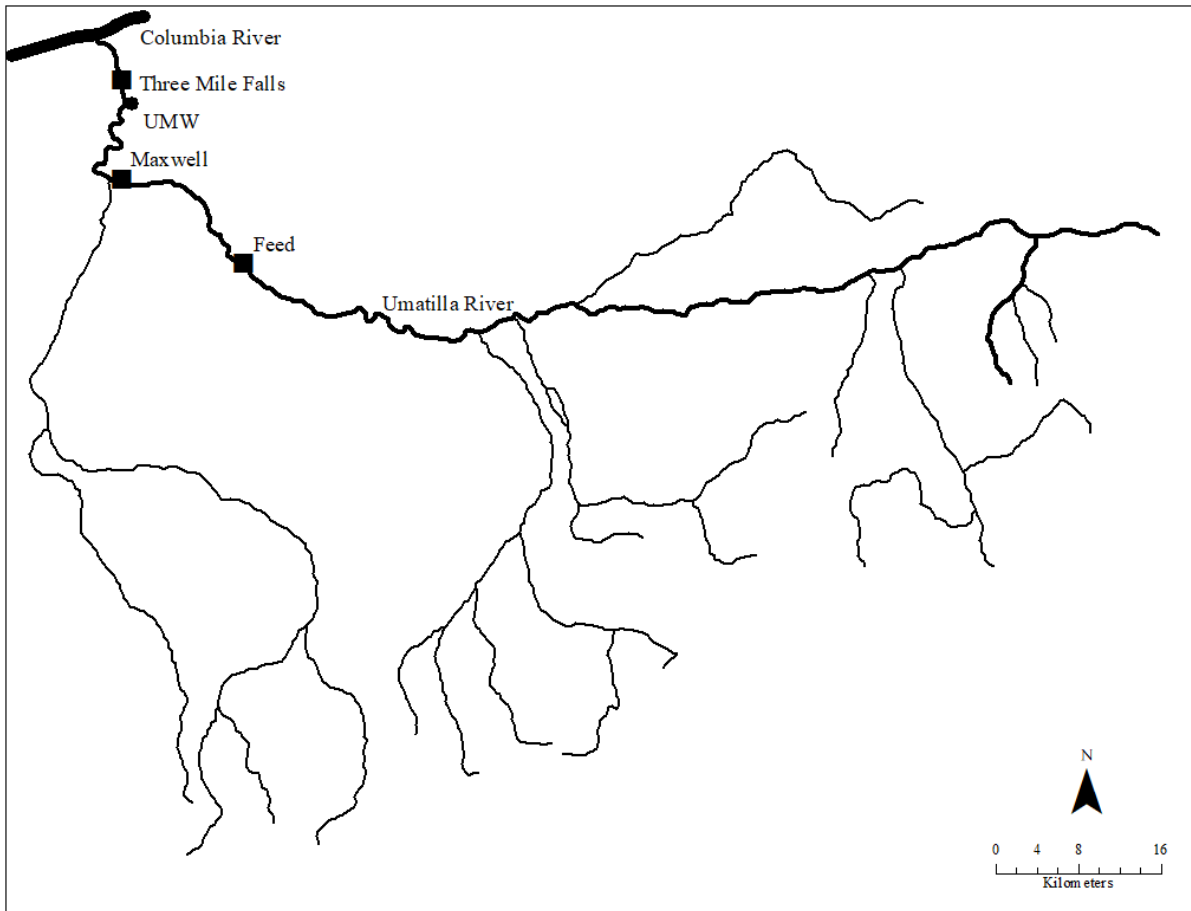 Columbia River
Three Mile Falls
UMW
Maxwell
Feed
Umatilla River
N
0 4 8 16
Kilometers